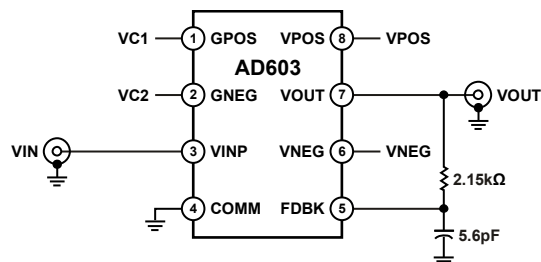 VC1 1 GPOS VPOS 8 VPOS
AD603
VC2 2 GNEG VOUT 7 VOUT
VIN 3 VINP VNEG 6 VNEG
2.15kΩ
4 COMM FDBK 5
5.6pF